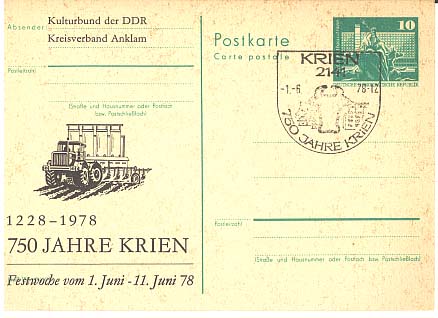 Absender:
Kulturbund der DDR
Kreisverband Anklam
Postleitzahl
(Straße und Hausnummer oder Postfach
bzw. Postschließfach)
1228-1978
750 JAHRE KRIEN
Festwoche vom 1. Juni - 11. Juni 78
Postkarte
Carte postale
10
DEUTSCHE DEMOKRATISCHE REPUBLIK
KRIEN
2141
-1.-6
78-12
750 JAHRE KRIEN
Postleitzahl
(Straße und Hausnummer oder Postfach bzw. Postschließfach)